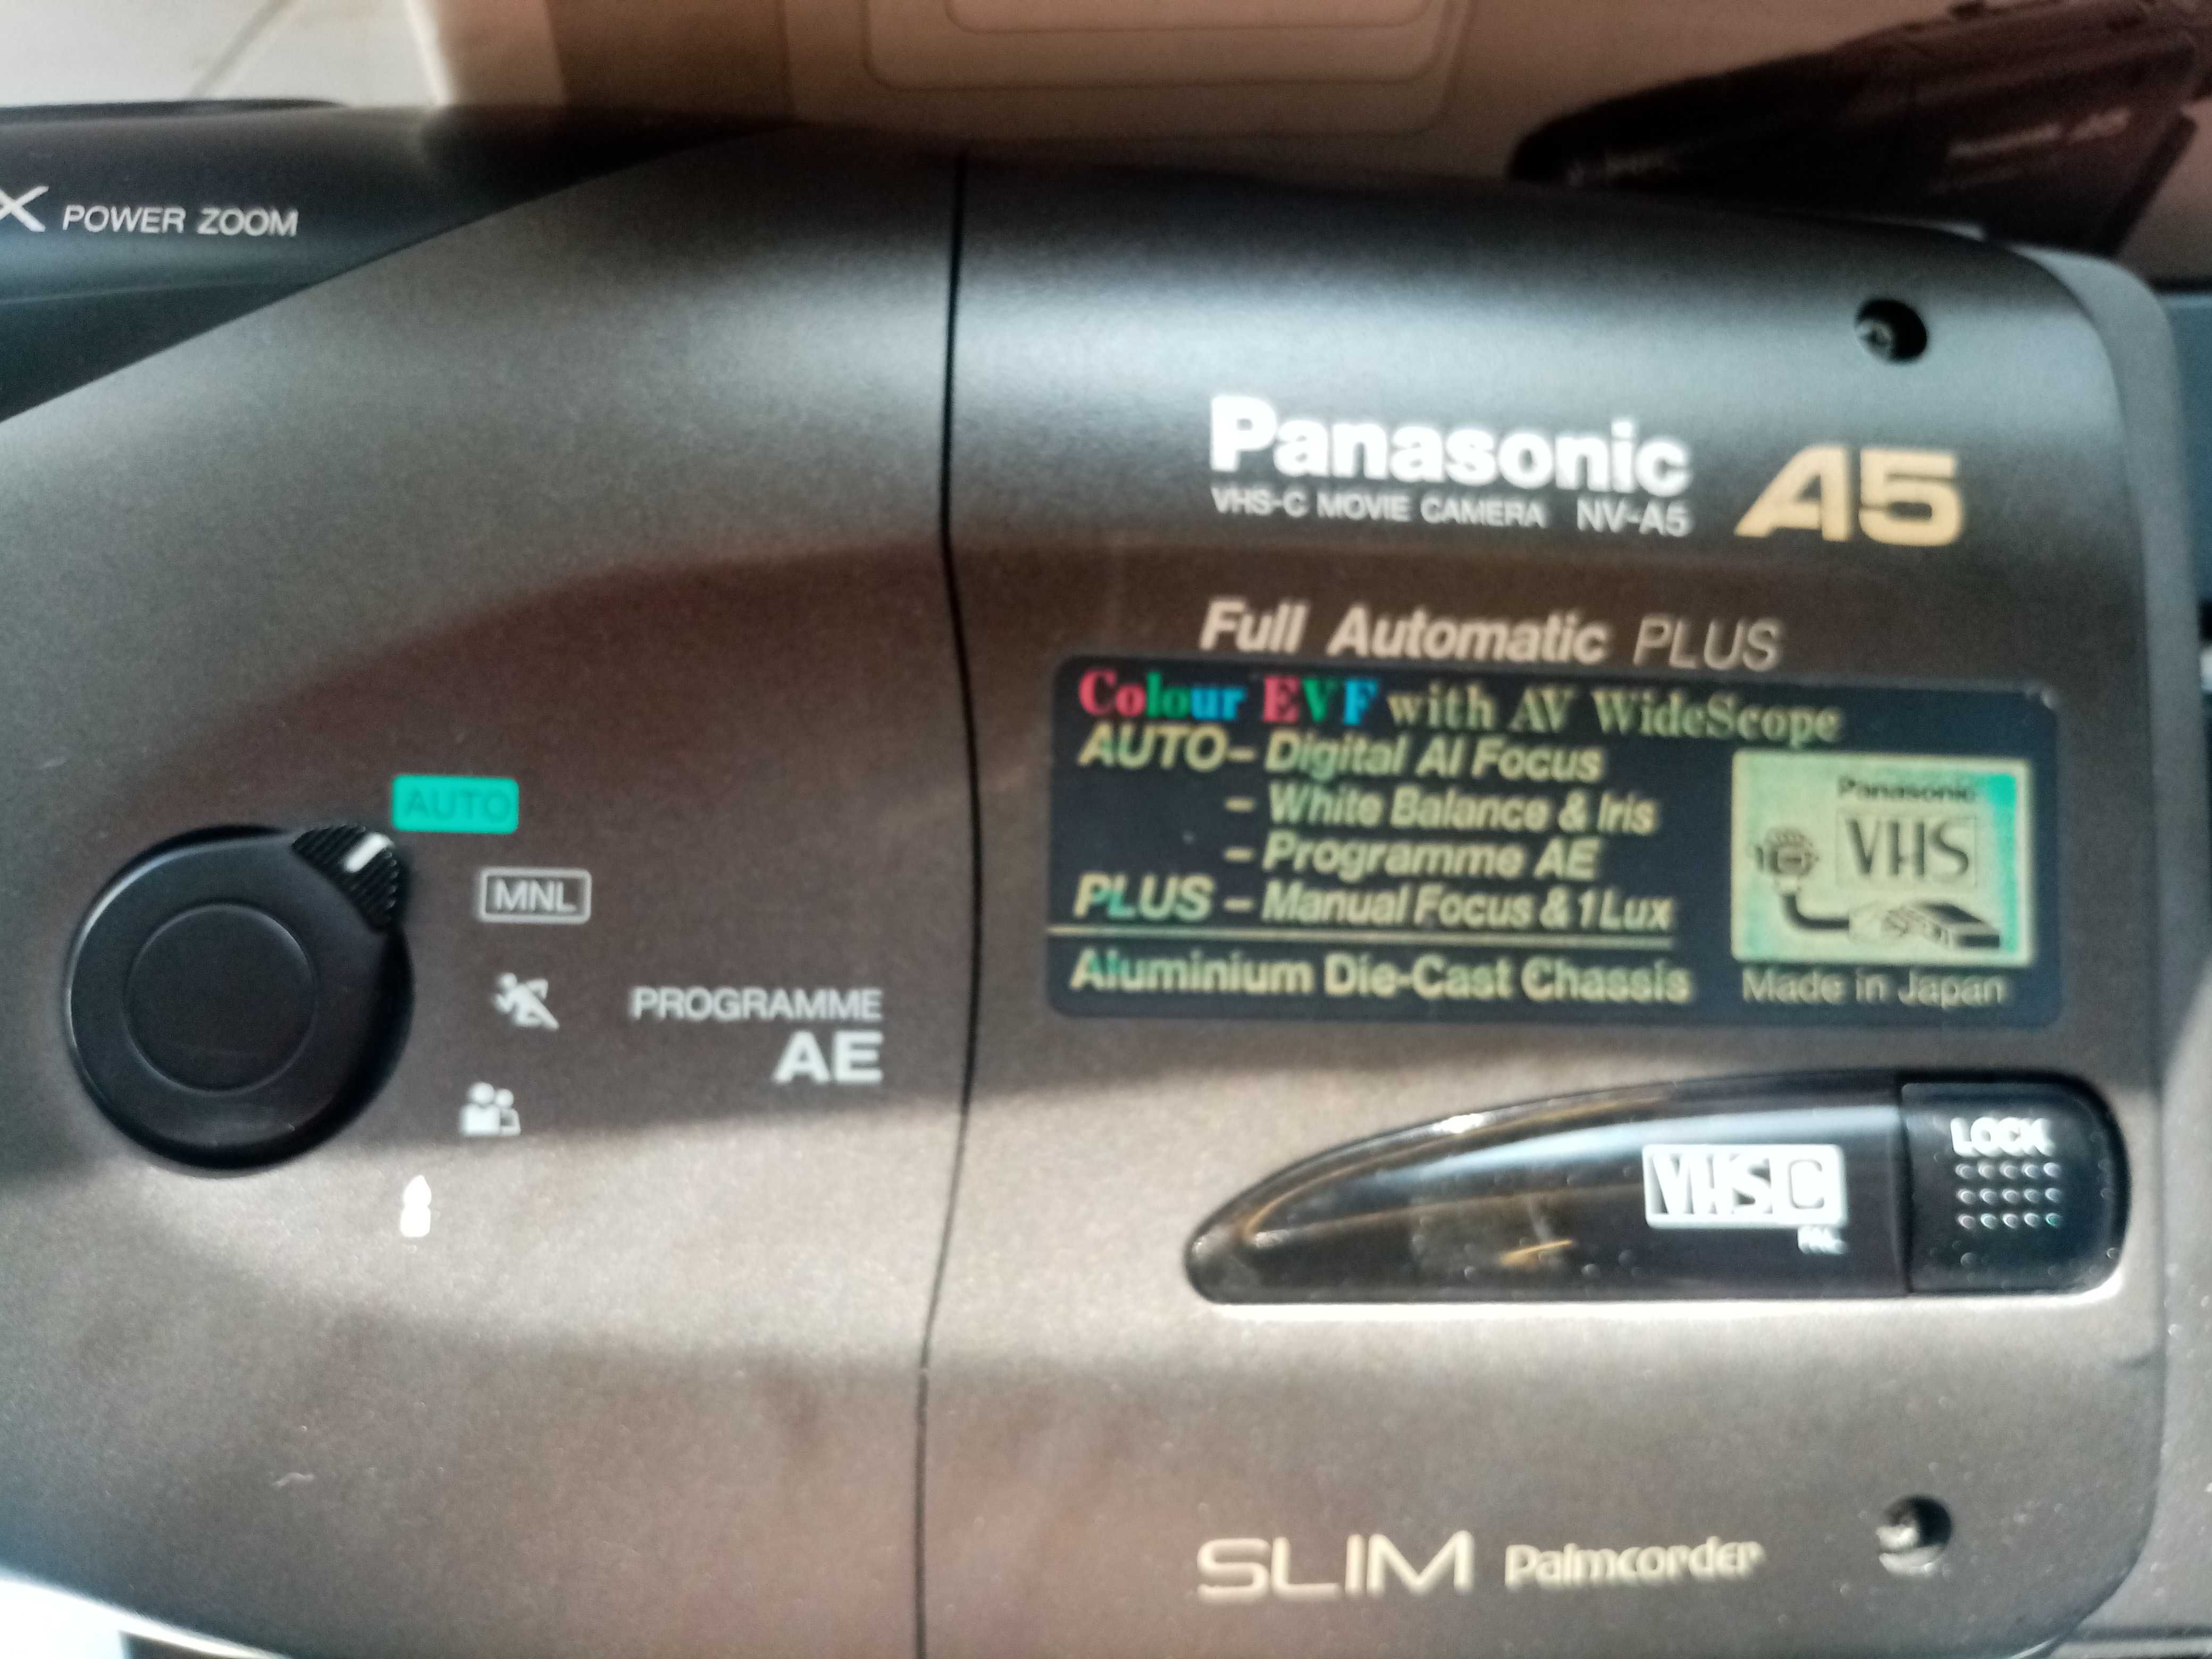 X POWER ZOOM
Panasonic A5
VHS-C MOVIE CAMERA NV-A5
Full Automatic PLUS
Colour EVF with AV WideScope
AUTO – Digital AI Focus
– White Balance & Iris
– Programme AE
PLUS – Manual Focus & 1 Lux
Aluminium Die-Cast Chassis
Panasonic
VHS
Made in Japan
AUTO
MNL
PROGRAMME
AE
LOCK
VHS C
PAL
SLIM Palmcorder